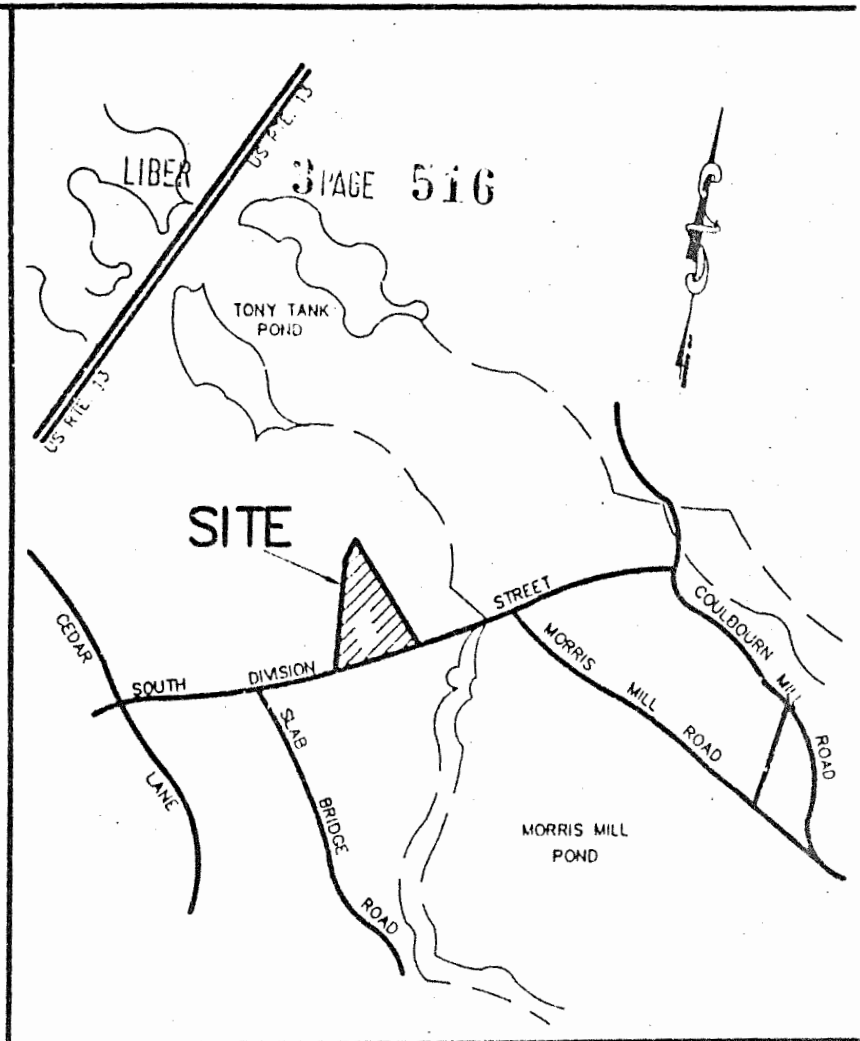 US RTE. 13
LIBER 3 PAGE 516
TONY TANK
POND
US RTE. 13
SITE
CEDAR
LANE
SOUTH DIVISION STREET
SLAB BRIDGE ROAD
MORRIS MILL ROAD
COULBOURN MILL ROAD
MORRIS MILL
POND